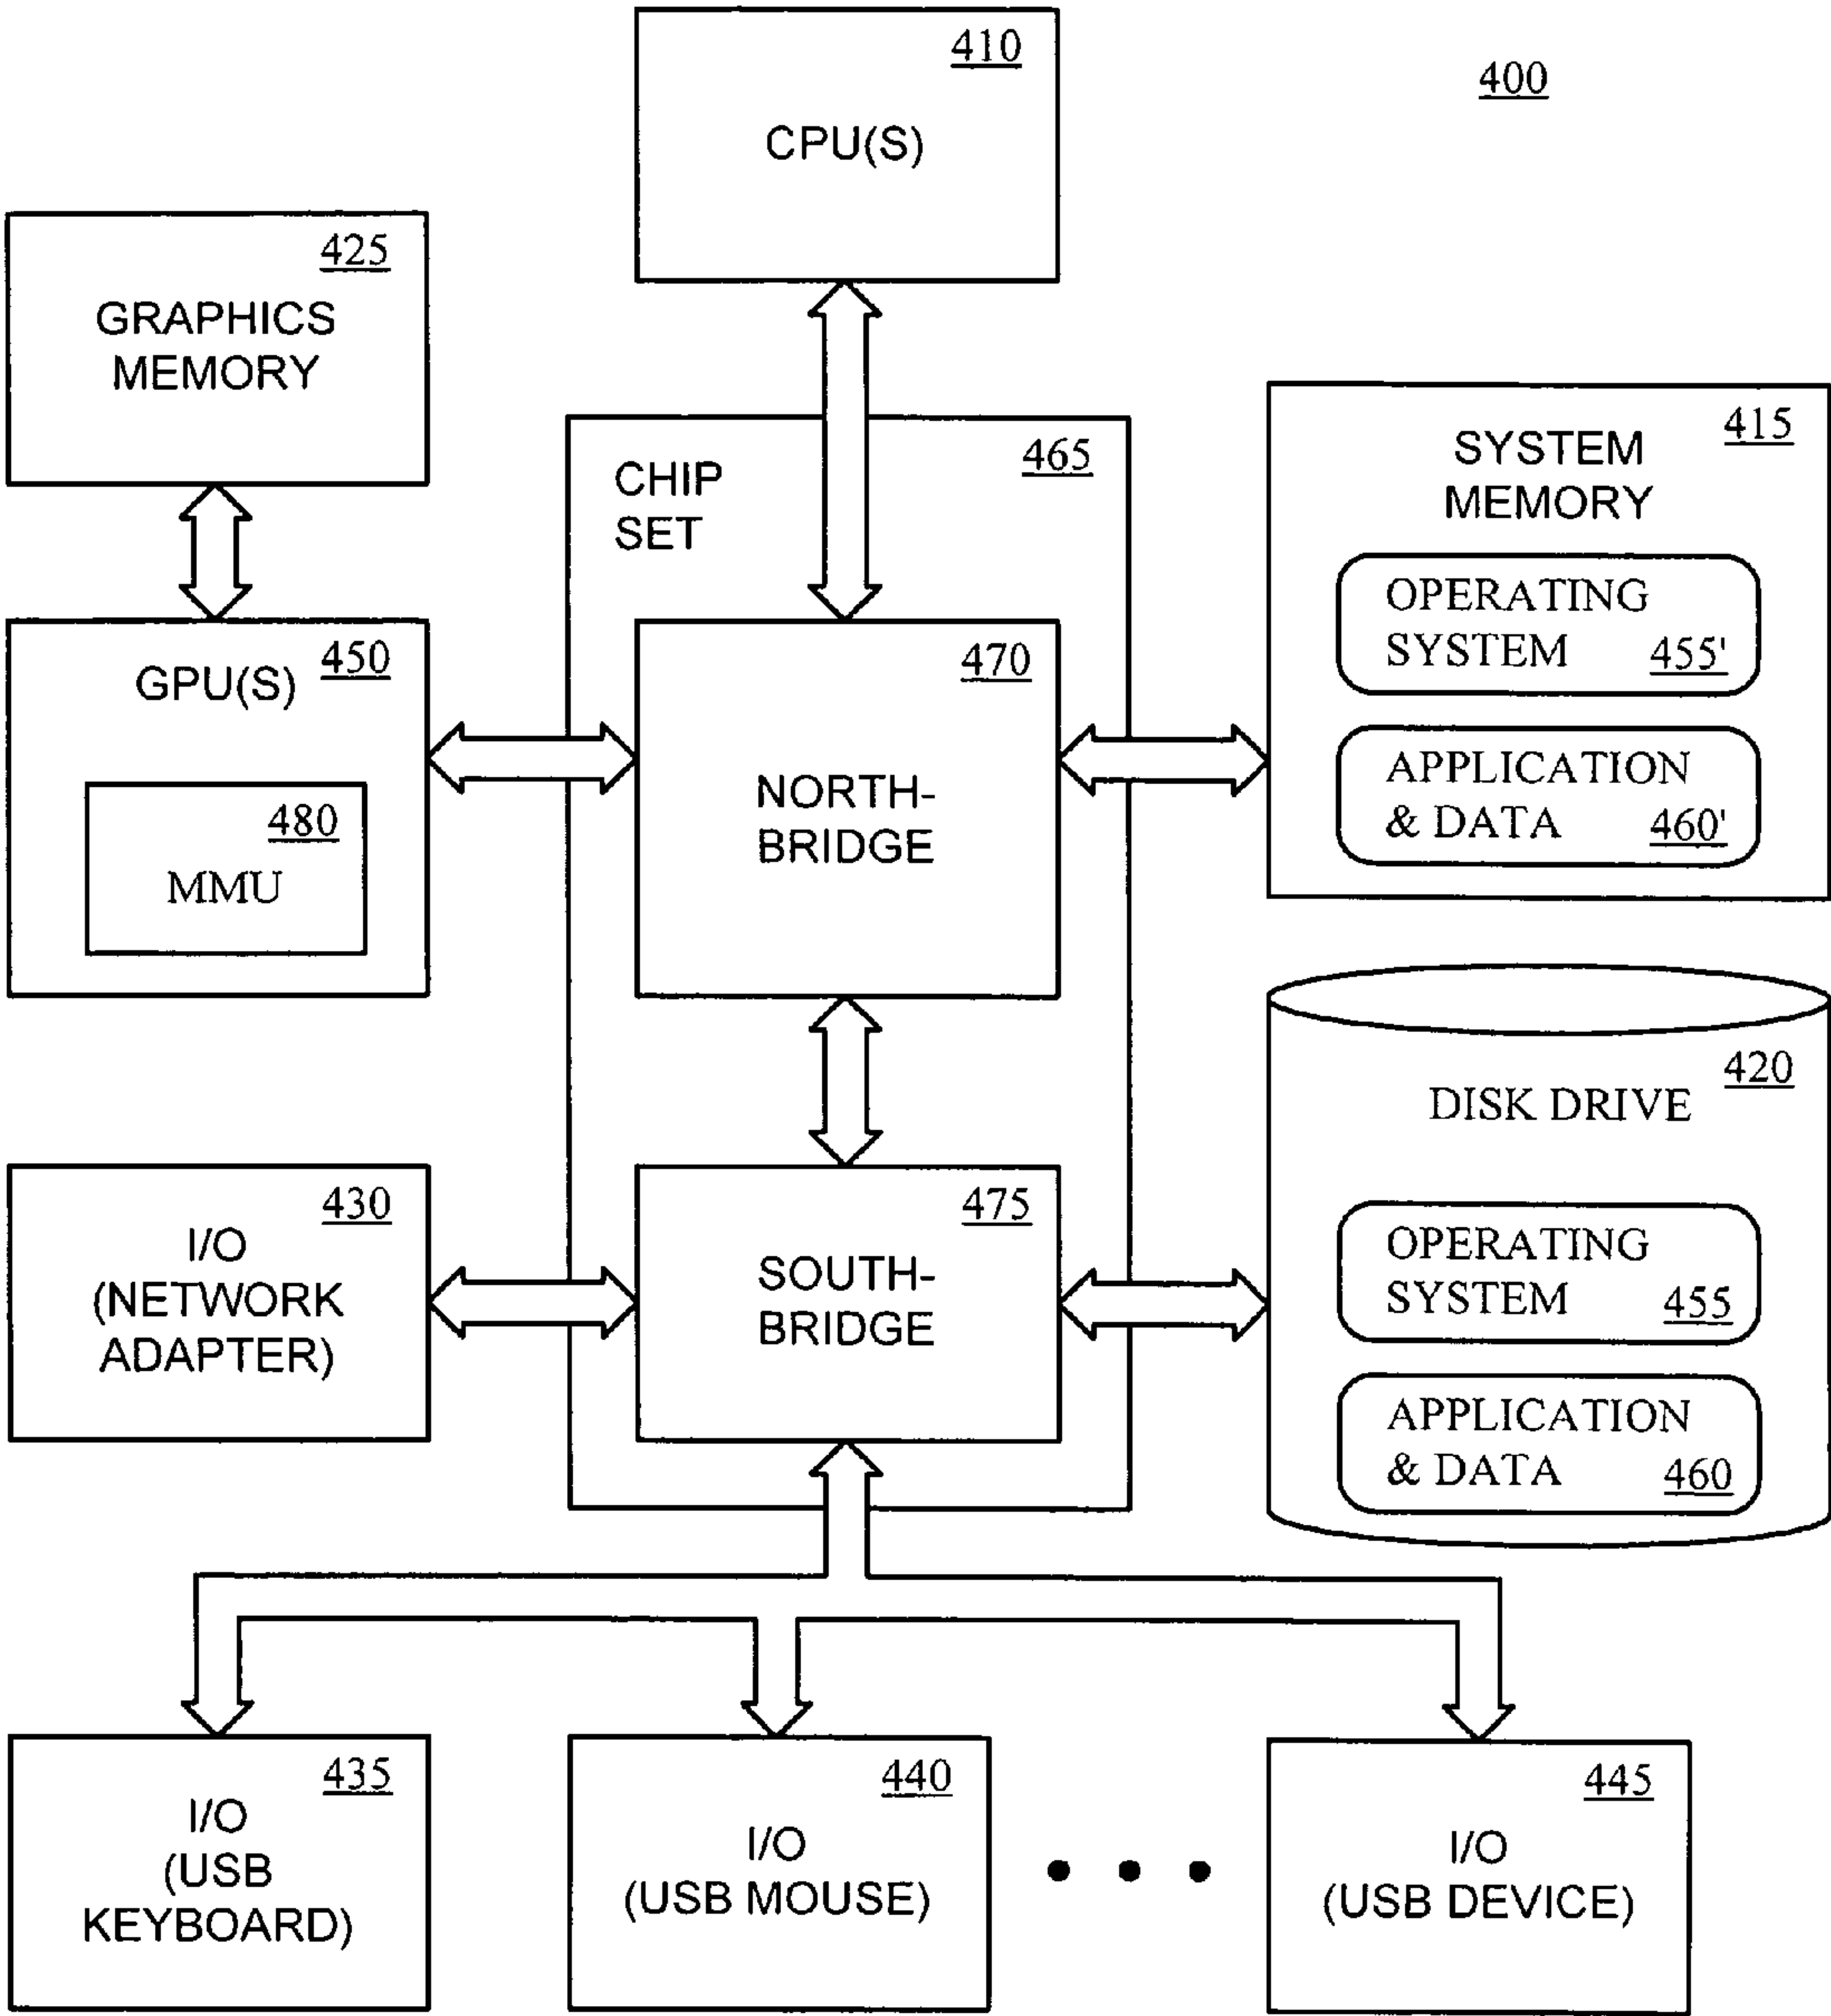 410
CPU(S)
400
425
GRAPHICS
MEMORY
465
CHIP
SET
415
SYSTEM
MEMORY
OPERATING
SYSTEM 455'
APPLICATION
& DATA 460'
450
GPU(S)
480
MMU
470
NORTH-
BRIDGE
420
DISK DRIVE
OPERATING
SYSTEM 455
APPLICATION
& DATA 460
430
I/O
(NETWORK
ADAPTER)
475
SOUTH-
BRIDGE
435
I/O
(USB
KEYBOARD)
440
I/O
(USB MOUSE)
• • •
445
I/O
(USB DEVICE)